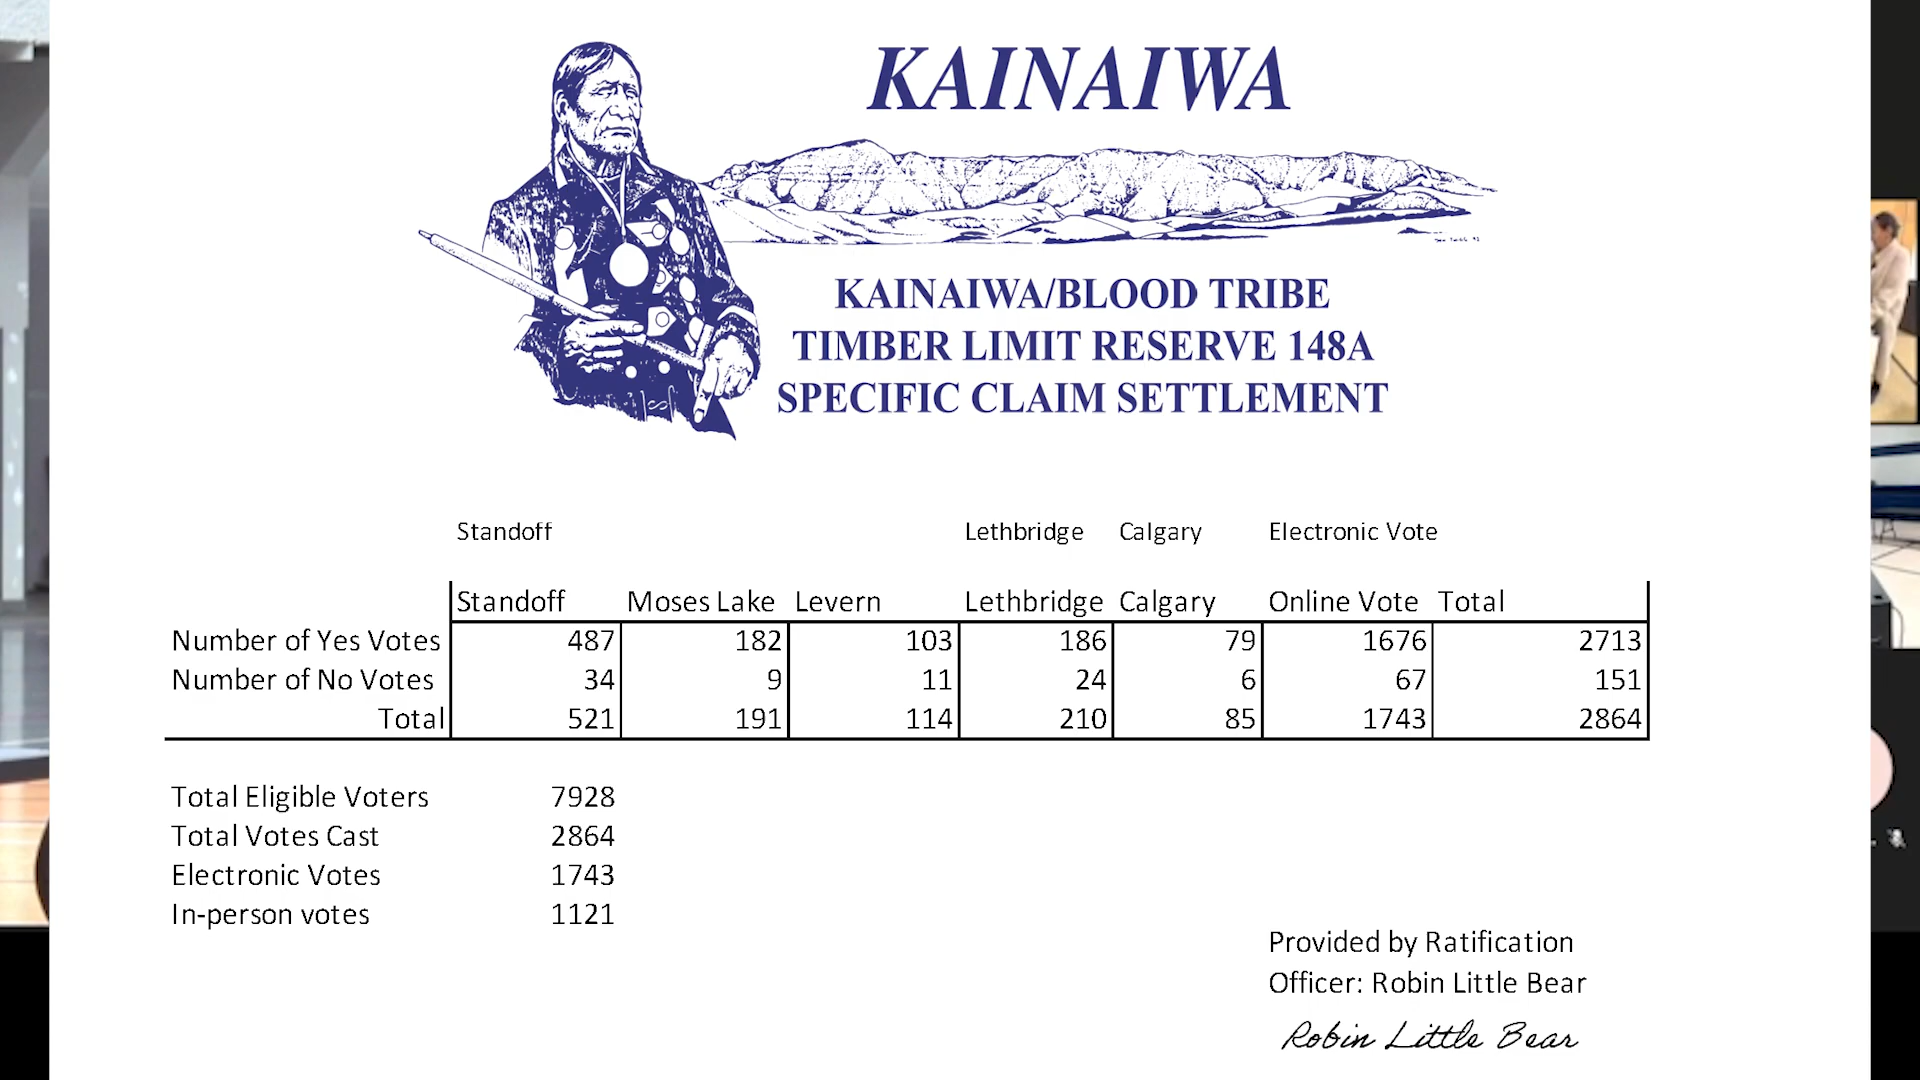 KAINAIWA
KAINAIWA/BLOOD TRIBE
TIMBER LIMIT RESERVE 148A
SPECIFIC CLAIM SETTLEMENT
Standoff Lethbridge Calgary Electronic Vote
Standoff Moses Lake Levern Lethbridge Calgary Online Vote Total
Number of Yes Votes 487 182 103 186 79 1676 2713
Number of No Votes 34 9 11 24 6 67 151
Total 521 191 114 210 85 1743 2864
Total Eligible Voters 7928
Total Votes Cast 2864
Electronic Votes 1743
In-person votes 1121
Provided by Ratification
Officer: Robin Little Bear
Robin Little Bear